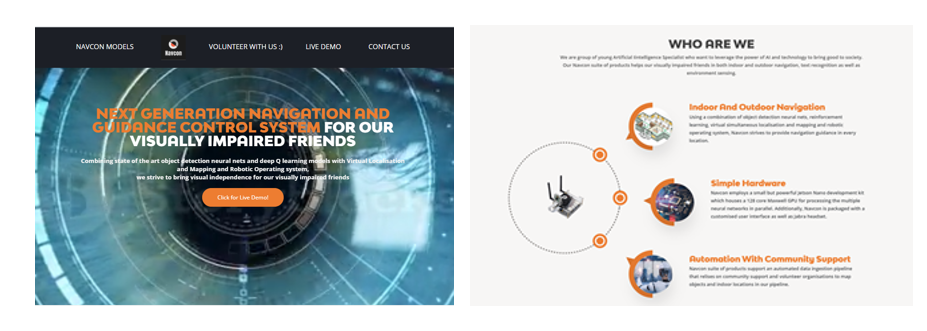 NAVCON MODELS
Navcon
VOLUNTEER WITH US :)
LIVE DEMO
CONTACT US
NEXT GENERATION NAVIGATION AND
GUIDANCE CONTROL SYSTEM FOR OUR
VISUALLY IMPAIRED FRIENDS
Combining state of the art object detection neural nets and deep Q learning models with Virtual Localisation
and Mapping and Robotic Operating system,
we strive to bring visual independence for our visually impaired friends
Click for Live Demo!
WHO ARE WE
We are group of young Artificial Intelligence Specialist who want to leverage the power of AI and technology to bring good to society.
Our Navcon suite of products helps our visually impaired friends in both indoor and outdoor navigation, text recognition as well as
environment sensing.
Indoor And Outdoor Navigation
Using a combination of object detection neural nets, reinforcement
learning, virtual simultaneous localisation and mapping and robotic
operating system, Navcon strives to provide navigation guidance in every
location.
Simple Hardware
Navcon employs a small but powerful Jetson Nano development kit
which houses a 128 core Maxwell GPU for processing the multiple
neural networks in parallel. Additionally, Navcon is packaged with a
customised user interface as well as Jabra headset.
Automation With Community Support
Navcon suite of products support an automated data ingestion pipeline
that relies on community support and volunteer organisations to map
objects and indoor locations in our pipeline.